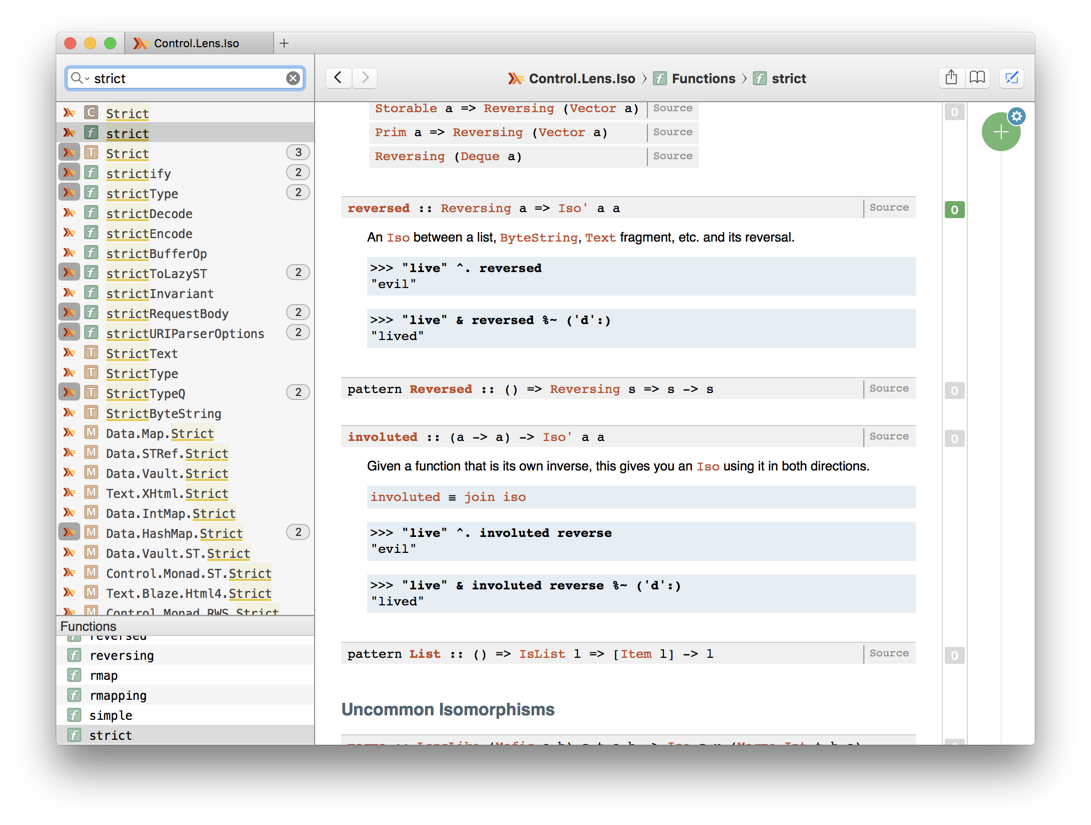 Control.Lens.Iso
strict
Control.Lens.Iso › Functions › strict
C Strict
f strict
T Strict 3
f strictify 2
f strictType 2
f strictDecode
f strictEncode
f strictBufferOp
f strictToLazyST 2
f strictInvariant
f strictRequestBody 2
f strictURIParserOptions 2
T StrictText
T StrictType
T StrictTypeQ 2
T StrictByteString
M Data.Map.Strict
M Data.STRef.Strict
M Data.Vault.Strict
M Text.XHtml.Strict
M Data.IntMap.Strict
M Data.HashMap.Strict 2
M Data.Vault.ST.Strict
M Control.Monad.ST.Strict
M Text.Blaze.Html4.Strict
M Control.Monad.RWS.Strict
Functions
f reversed
f reversing
f rmap
f rmapping
f simple
f strict
Storable a => Reversing (Vector a) Source 0
Prim a => Reversing (Vector a) Source
Reversing (Deque a) Source
reversed :: Reversing a => Iso' a a Source 0
An Iso between a list, ByteString, Text fragment, etc. and its reversal.
>>> "live" ^. reversed
"evil"
>>> "live" & reversed %~ ('d':)
"lived"
pattern Reversed :: () => Reversing s => s -> s Source 0
involuted :: (a -> a) -> Iso' a a Source 0
Given a function that is its own inverse, this gives you an Iso using it in both directions.
involuted ≡ join iso
>>> "live" ^. involuted reverse
"evil"
>>> "live" & involuted reverse %~ ('d':)
"lived"
pattern List :: () => IsList l => [Item l] -> l Source 0
Uncommon Isomorphisms